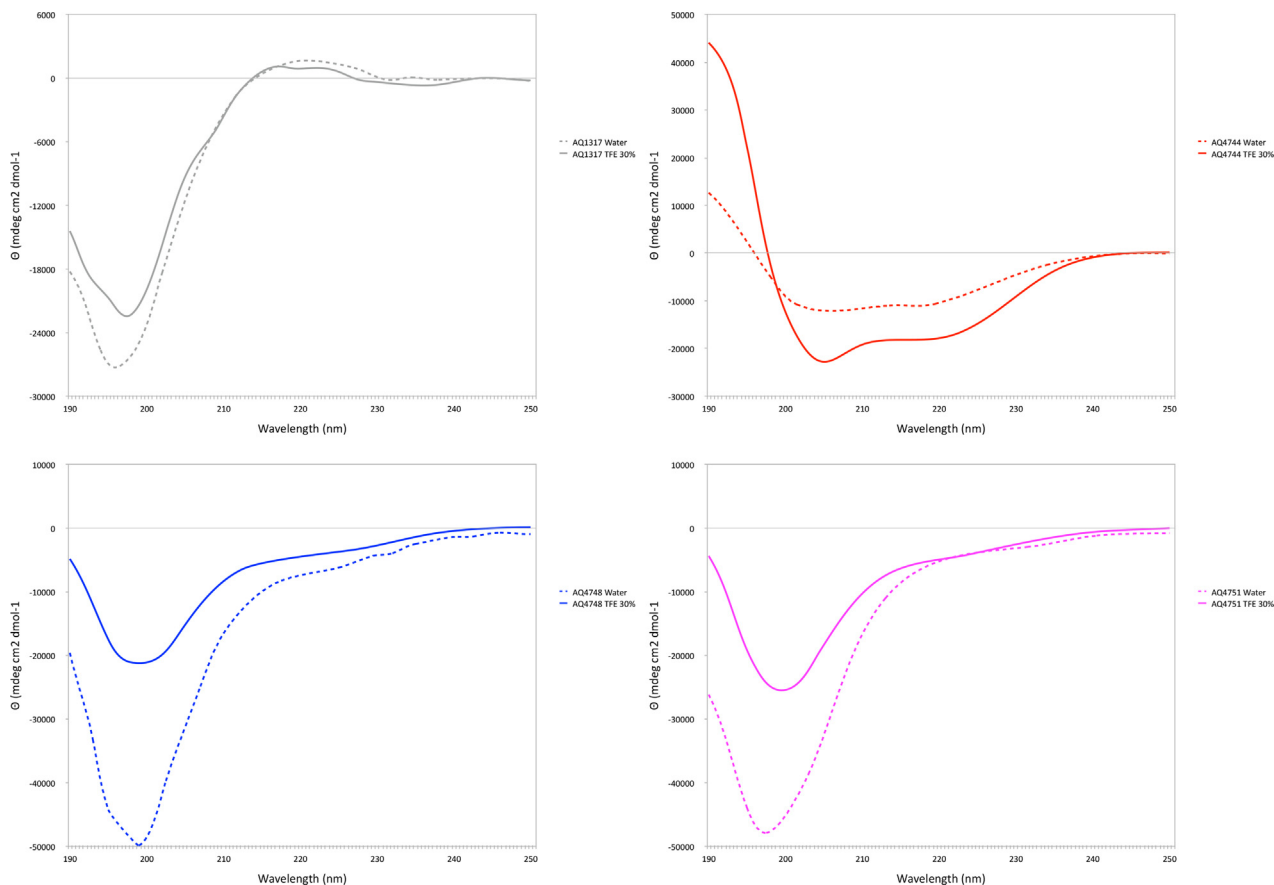 6000
0
-6000
-12000
-18000
-24000
-30000
190 200 210 220 230 240 250
Wavelength (nm)
Θ (mdeg cm2 dmol-1
AQ1317 Water
AQ1317 TFE 30%
50000
40000
30000
20000
10000
0
-10000
-20000
-30000
190 200 210 220 230 240 250
Wavelength (nm)
Θ (mdeg cm2 dmol-1
AQ4744 Water
AQ4744 TFE 30%
10000
0
-10000
-20000
-30000
-40000
-50000
190 200 210 220 230 240 250
Wavelength (nm)
Θ (mdeg cm2 dmol-1
AQ4748 Water
AQ4748 TFE 30%
10000
0
-10000
-20000
-30000
-40000
-50000
190 200 210 220 230 240 250
Wavelength (nm)
Θ (mdeg cm2 dmol-1
AQ4751 Water
AQ4751 TFE 30%